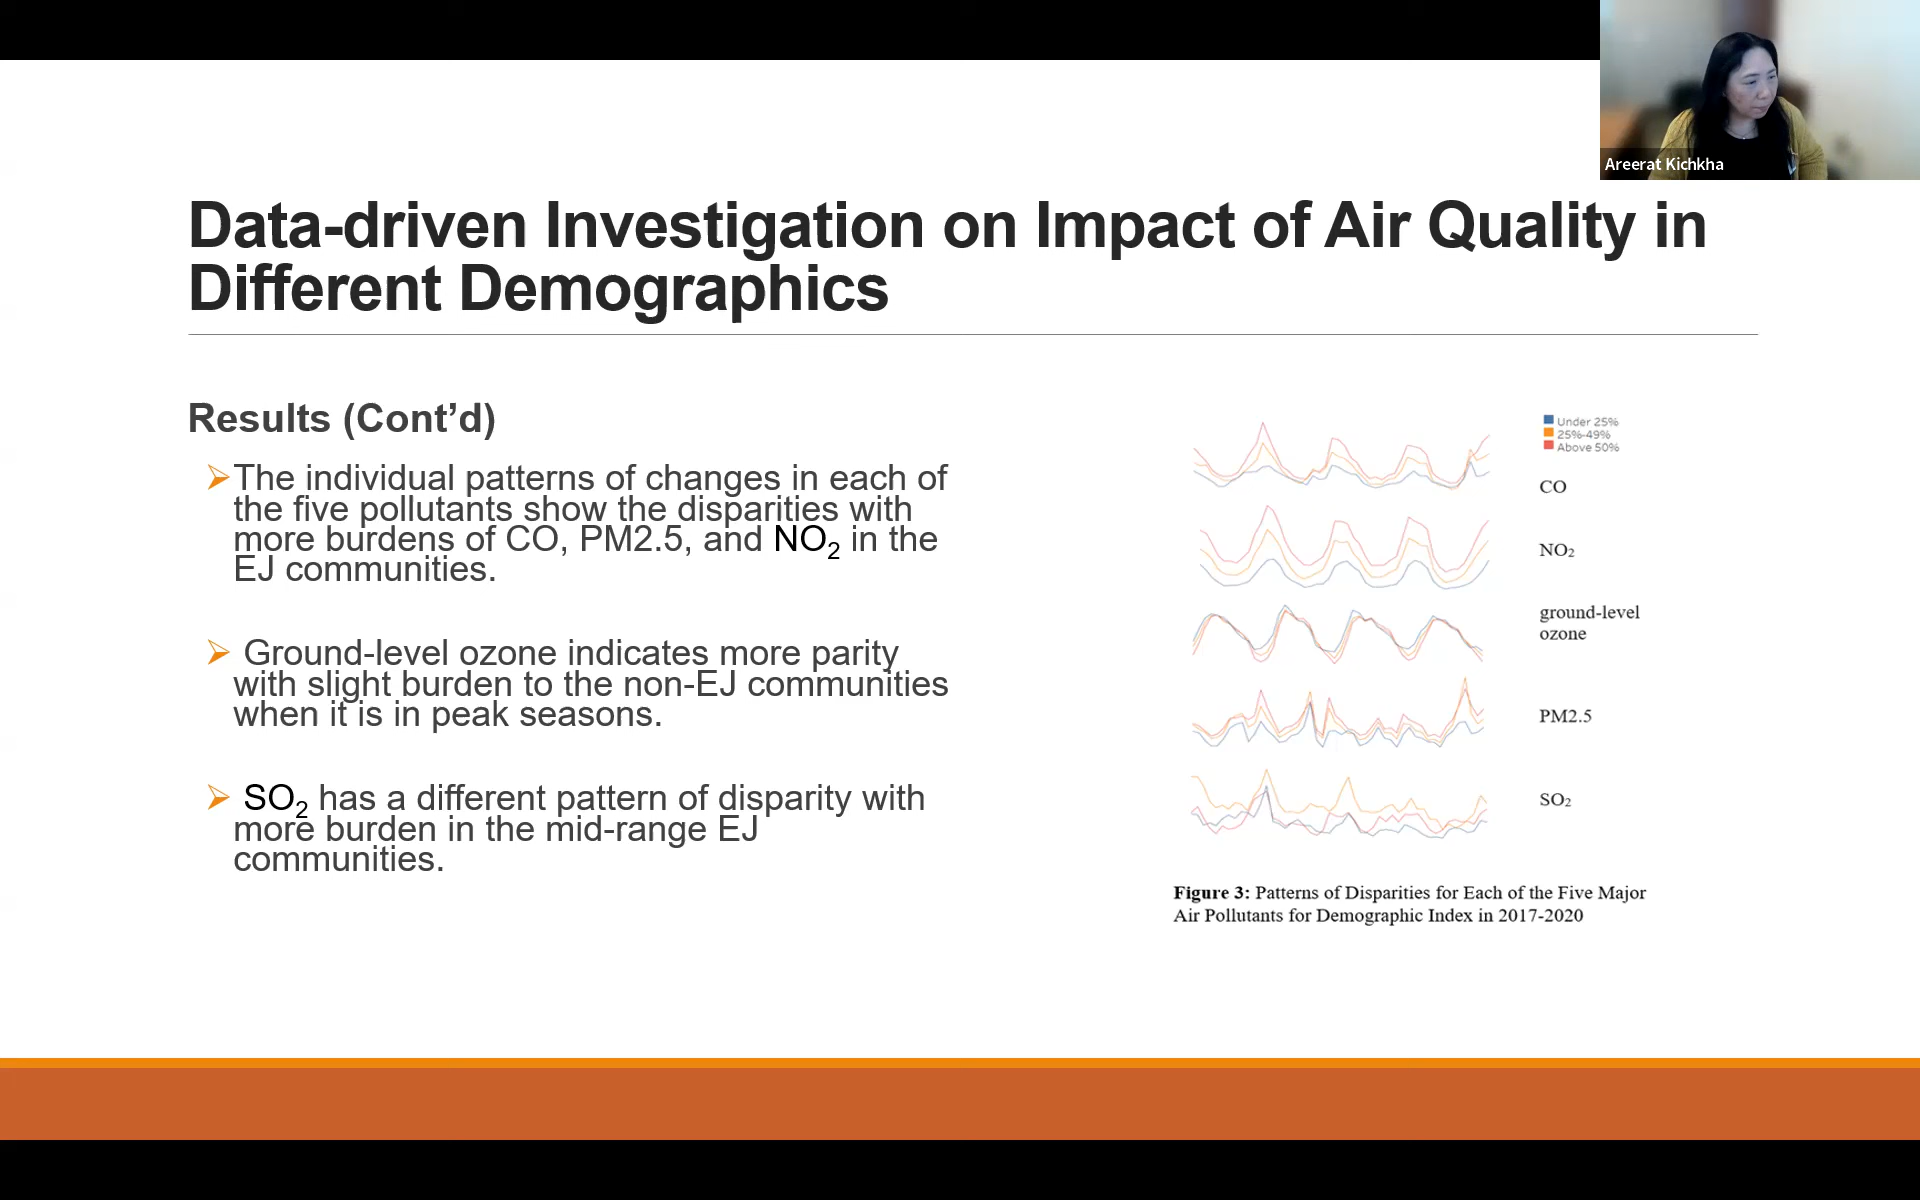 Areerat Kichkha
Data-driven Investigation on Impact of Air Quality in
Different Demographics
Results (Cont’d)
The individual patterns of changes in each of
the five pollutants show the disparities with
more burdens of CO, PM2.5, and NO₂ in the
EJ communities.
Ground-level ozone indicates more parity
with slight burden to the non-EJ communities
when it is in peak seasons.
SO₂ has a different pattern of disparity with
more burden in the mid-range EJ
communities.
Under 25%
25%-49%
Above 50%
CO
NO₂
ground-level
ozone
PM2.5
SO₂
Figure 3: Patterns of Disparities for Each of the Five Major
Air Pollutants for Demographic Index in 2017-2020